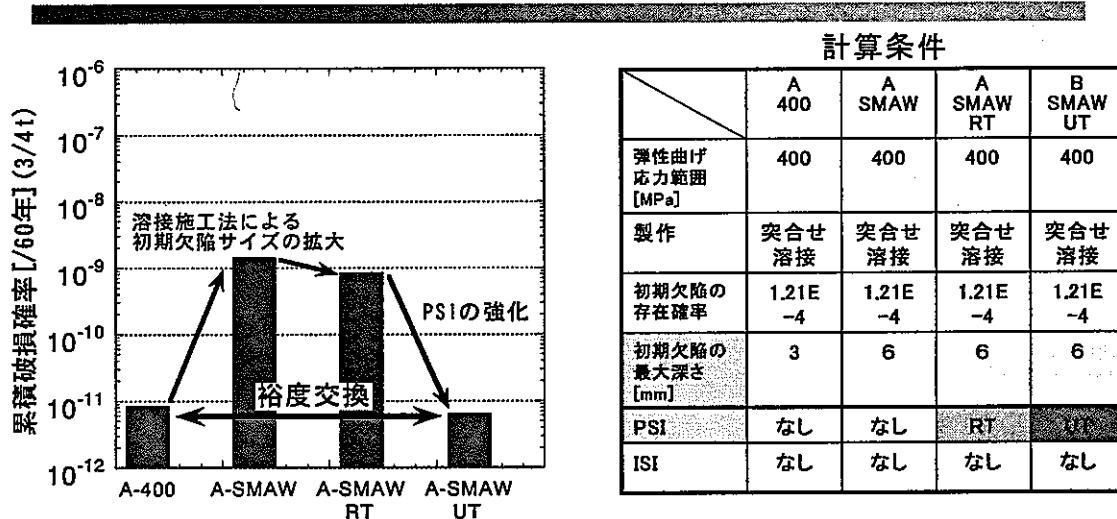 計算条件
10-6
10-7
10-8
10-9
10-10
10-11
10-12
累積破損確率[/60年](3/4t)
溶接施工法による
初期欠陥サイズの拡大
PSIの強化
裕度交換
A-400 A-SMAW A-SMAW A-SMAW
RT UT
A A A B
400 SMAW SMAW SMAW
RT UT
弾性曲げ 400 400 400 400
応力範囲
[MPa]
製作 突合せ 突合せ 突合せ 突合せ
溶接 溶接 溶接 溶接
初期欠陥の 1.21E 1.21E 1.21E 1.21E
存在確率 -4 -4 -4 -4
初期欠陥の 3 6 6 6
最大深さ
[mm]
PSI なし なし RT UT
ISI なし なし なし なし